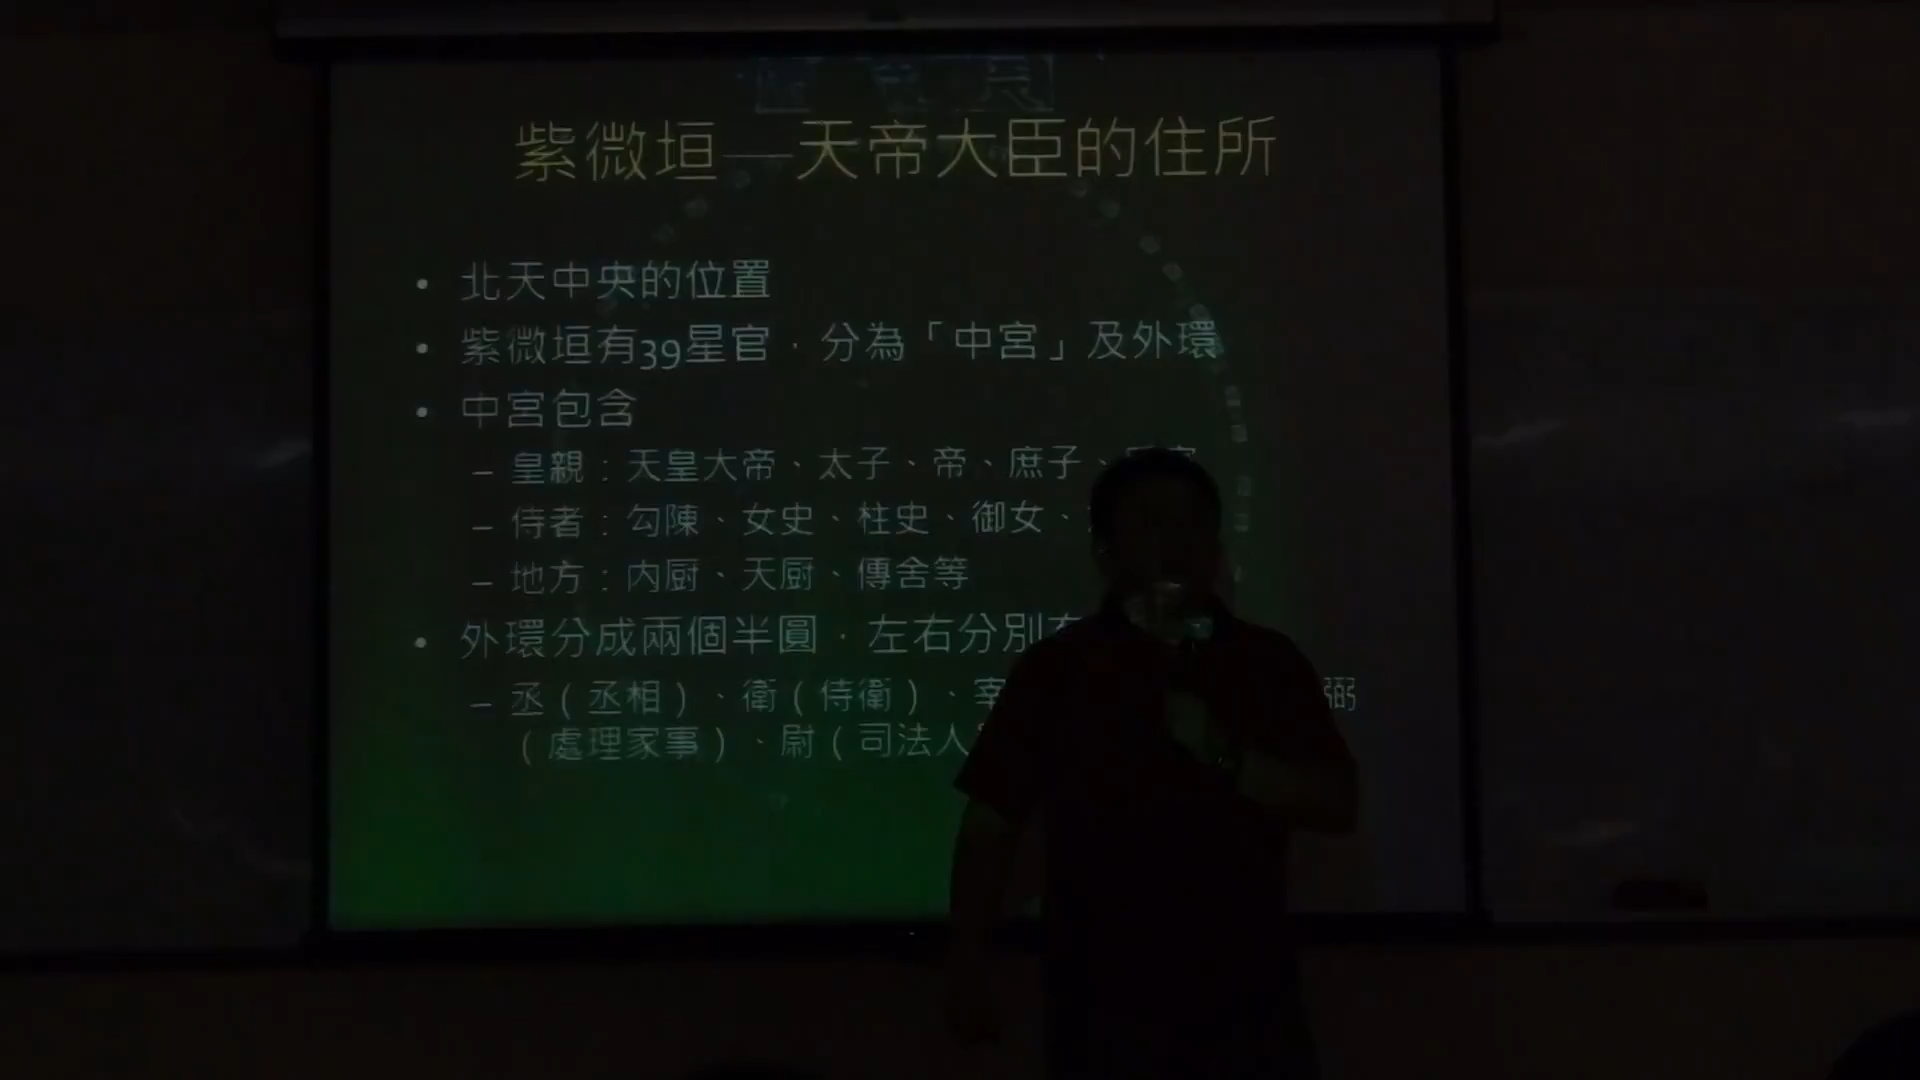 紫微垣—天帝大臣的住所
• 北天中央的位置
• 紫微垣有39星官，分為「中宮」及外環
• 中宮包含
– 皇親：天皇大帝、太子、帝、庶子、
– 侍者：勾陳、女史、柱史、御女、
– 地方：內厨、天厨、傳舍等
• 外環分成兩個半圓，左右分別
– 丞（丞相）、衛（侍衛）、宰 弼
（處理家事）、尉（司法人